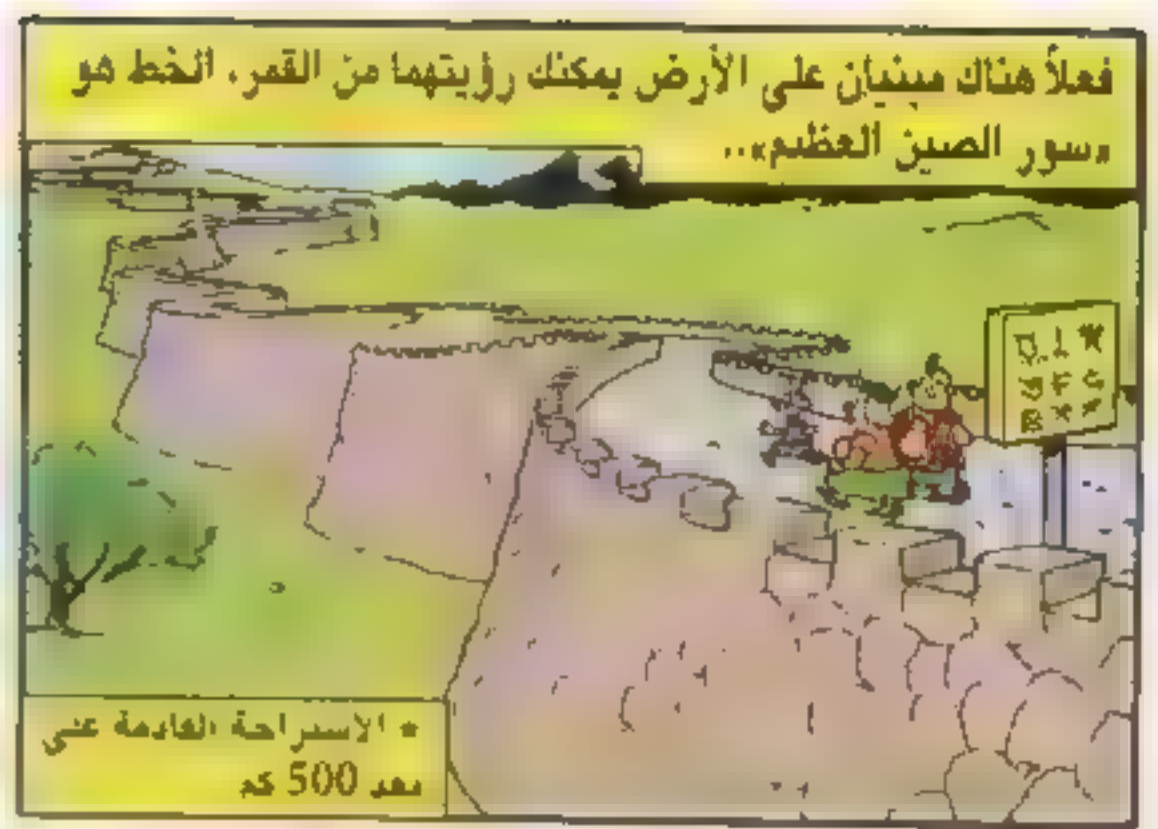 فعلاً هناك مبنيان على الأرض يمكنك رؤيتهما من القمر، الخط هو
«سور الصين العظيم»..
* الاستراحة القادمة على
بعد 500 كم